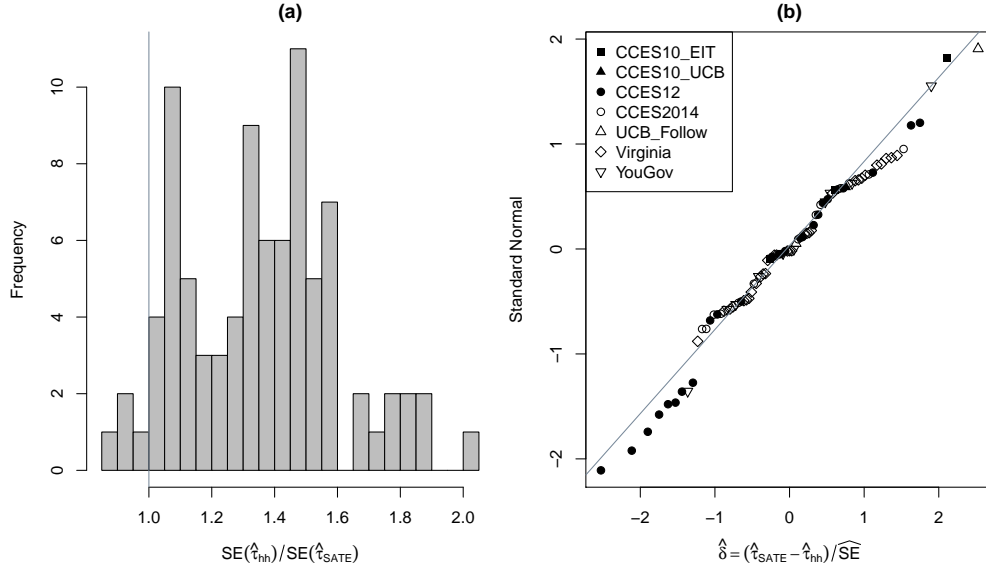 (a)
Frequency
10
8
6
4
2
0
1.0 1.2 1.4 1.6 1.8 2.0
SE(τ̂hh)/SE(τ̂SATE)
(b)
CCES10_EIT
CCES10_UCB
CCES12
CCES2014
UCB_Follow
Virginia
YouGov
Standard Normal
2
1
0
−1
−2
−2 −1 0 1 2
δ̂ = (τ̂SATE − τ̂hh)/SÊ